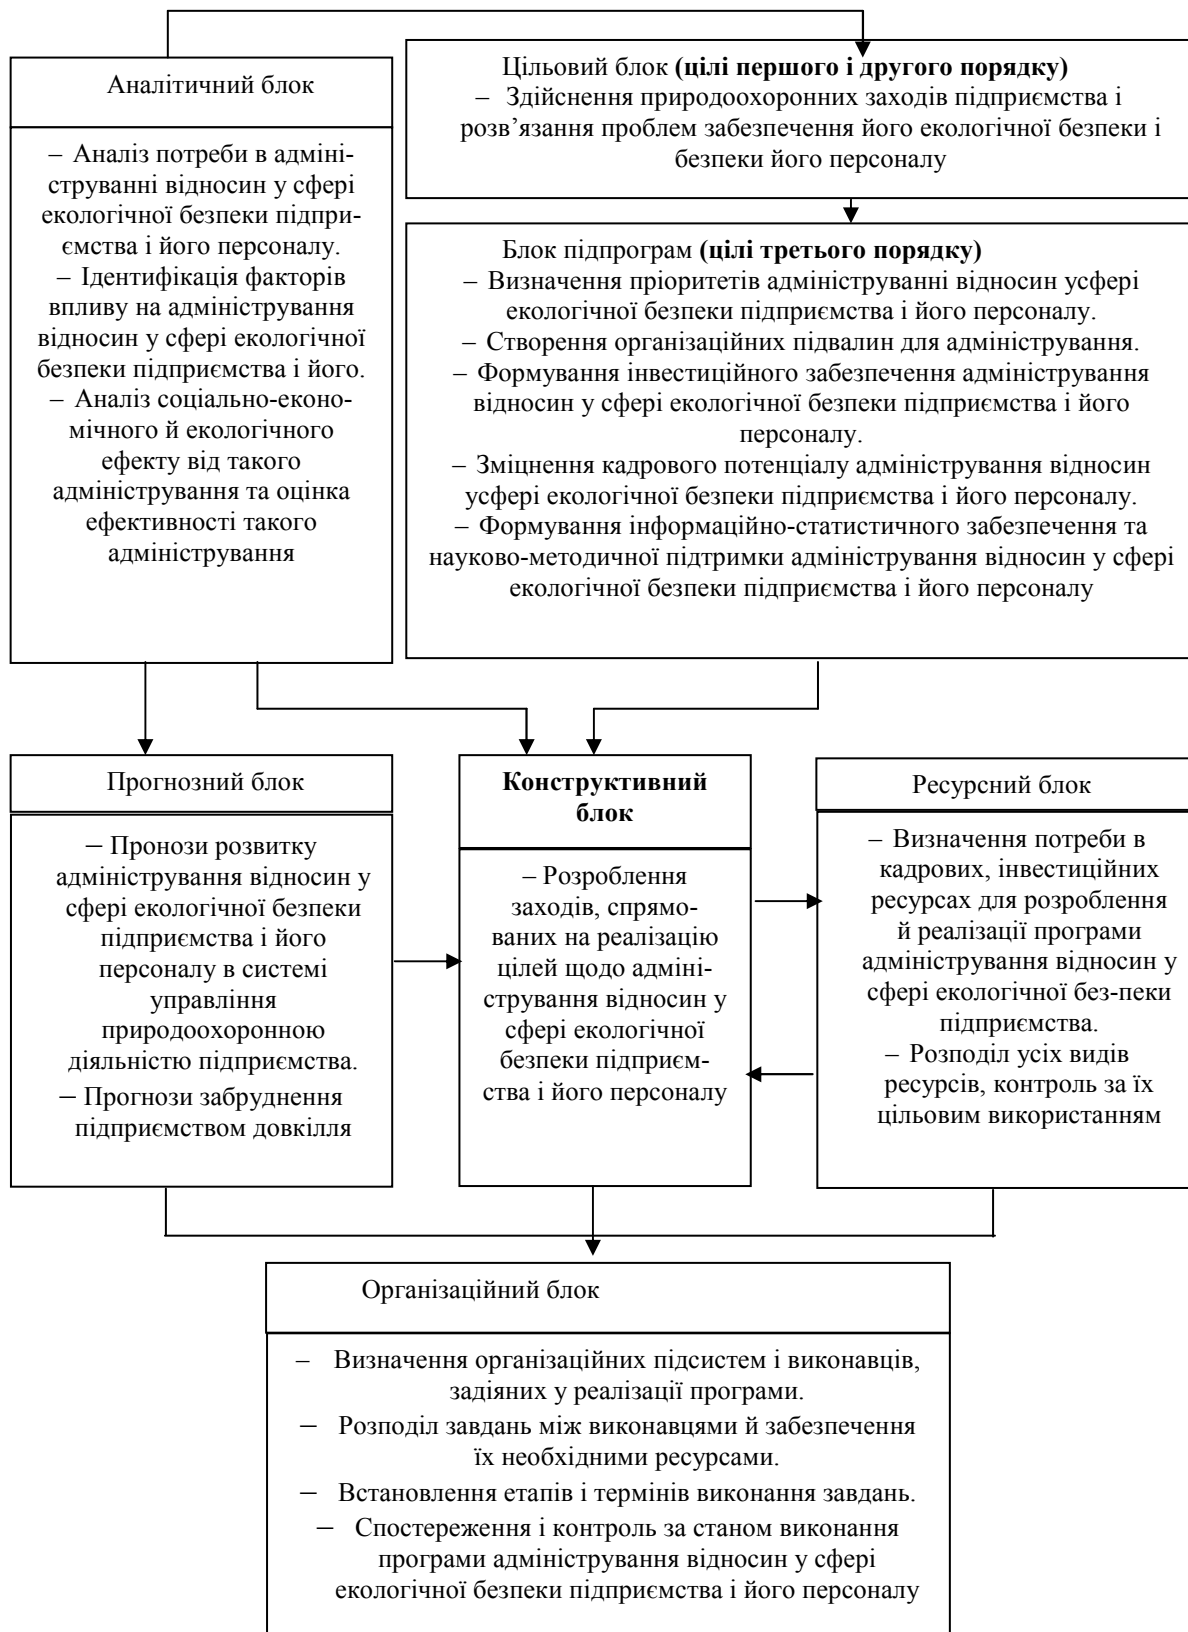 Аналітичний блок
– Аналіз потреби в адміні-
струванні відносин у сфері
екологічної безпеки підпри-
ємства і його персоналу.
– Ідентифікація факторів
впливу на адміністрування
відносин у сфері екологічної
безпеки підприємства і його.
– Аналіз соціально-еконо-
мічного й екологічного
ефекту від такого
адміністрування та оцінка
ефективності такого
адміністрування
Цільовий блок (цілі першого і другого порядку)
– Здійснення природоохоронних заходів підприємства і
розв’язання проблем забезпечення його екологічної безпеки і
безпеки його персоналу
Блок підпрограм (цілі третього порядку)
– Визначення пріоритетів адмініструванні відносин усфері
екологічної безпеки підприємства і його персоналу.
– Створення організаційних підвалин для адміністрування.
– Формування інвестиційного забезпечення адміністрування
відносин у сфері екологічної безпеки підприємства і його
персоналу.
– Зміцнення кадрового потенціалу адміністрування відносин
усфері екологічної безпеки підприємства і його персоналу.
– Формування інформаційно-статистичного забезпечення та
науково-методичної підтримки адміністрування відносин у сфері
екологічної безпеки підприємства і його персоналу
Прогнозний блок
– Пронози розвитку
адміністрування відносин у
сфері екологічної безпеки
підприємства і його
персоналу в системі
управління
природоохоронною
діяльністю підприємства.
– Прогнози забруднення
підприємством довкілля
Конструктивний
блок
– Розроблення
заходів, спрямо-
ваних на реалізацію
цілей щодо адміні-
стрування відносин у
сфері екологічної
безпеки підприєм-
ства і його персоналу
Ресурсний блок
– Визначення потреби в
кадрових, інвестиційних
ресурсах для розроблення
й реалізації програми
адміністрування відносин у
сфері екологічної без-пеки
підприємства.
– Розподіл усіх видів
ресурсів, контроль за їх
цільовим використанням
Організаційний блок
– Визначення організаційних підсистем і виконавців,
задіяних у реалізації програми.
– Розподіл завдань між виконавцями й забезпечення
їх необхідними ресурсами.
– Встановлення етапів і термінів виконання завдань.
– Спостереження і контроль за станом виконання
програми адміністрування відносин у сфері
екологічної безпеки підприємства і його персоналу